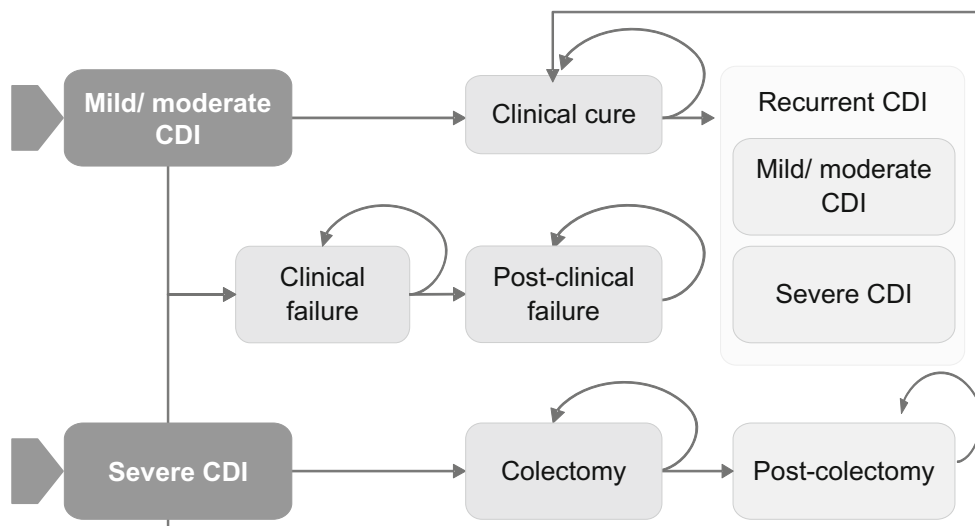 Mild/ moderate
CDI
Clinical cure
Recurrent CDI
Mild/ moderate
CDI
Severe CDI
Clinical
failure
Post-clinical
failure
Severe CDI
Colectomy
Post-colectomy